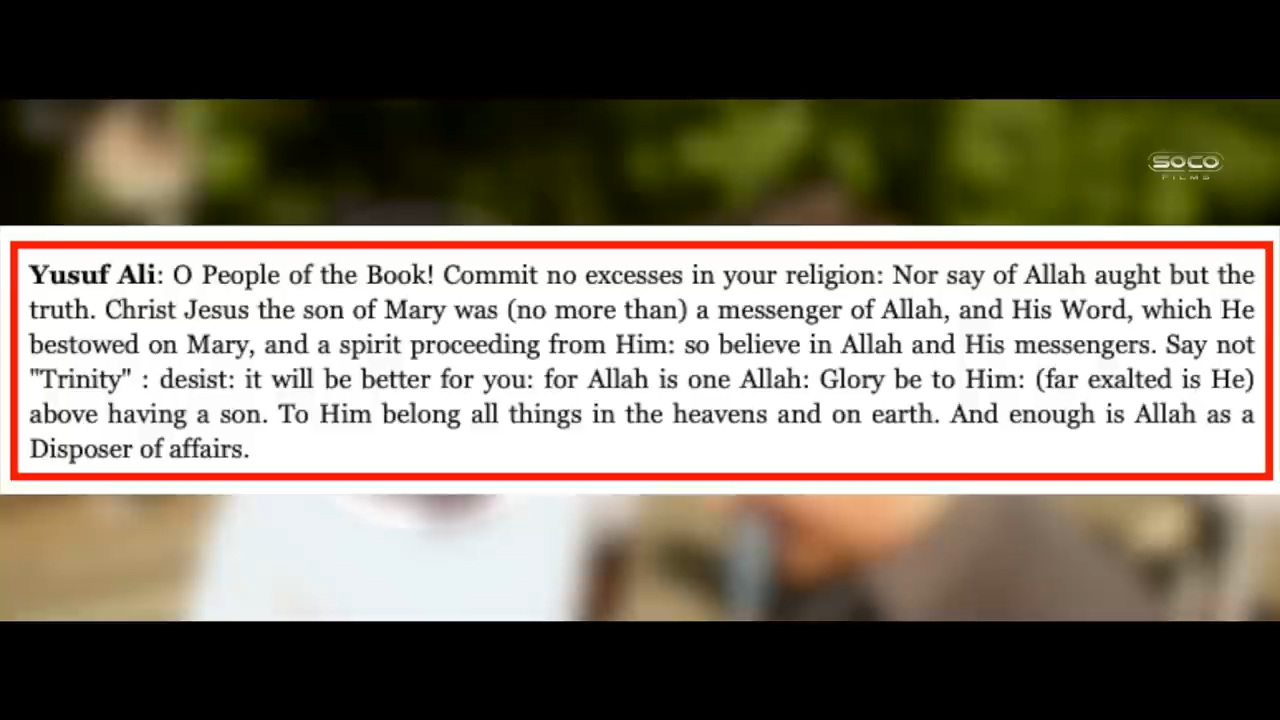 SOCO
FILMS
Yusuf Ali: O People of the Book! Commit no excesses in your religion: Nor say of Allah aught but the
truth. Christ Jesus the son of Mary was (no more than) a messenger of Allah, and His Word, which He
bestowed on Mary, and a spirit proceeding from Him: so believe in Allah and His messengers. Say not
"Trinity" : desist: it will be better for you: for Allah is one Allah: Glory be to Him: (far exalted is He)
above having a son. To Him belong all things in the heavens and on earth. And enough is Allah as a
Disposer of affairs.